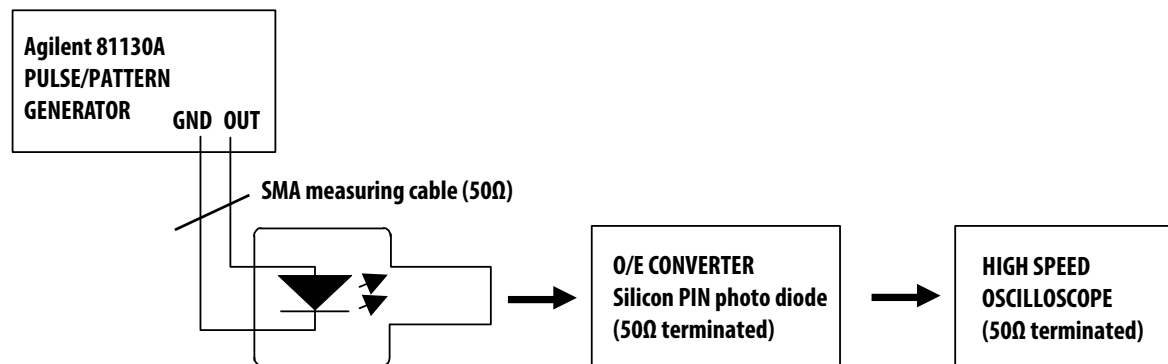 Agilent 81130A
PULSE/PATTERN
GENERATOR
GND OUT
SMA measuring cable (50Ω)
O/E CONVERTER
Silicon PIN photo diode
(50Ω terminated)
HIGH SPEED
OSCILLOSCOPE
(50Ω terminated)